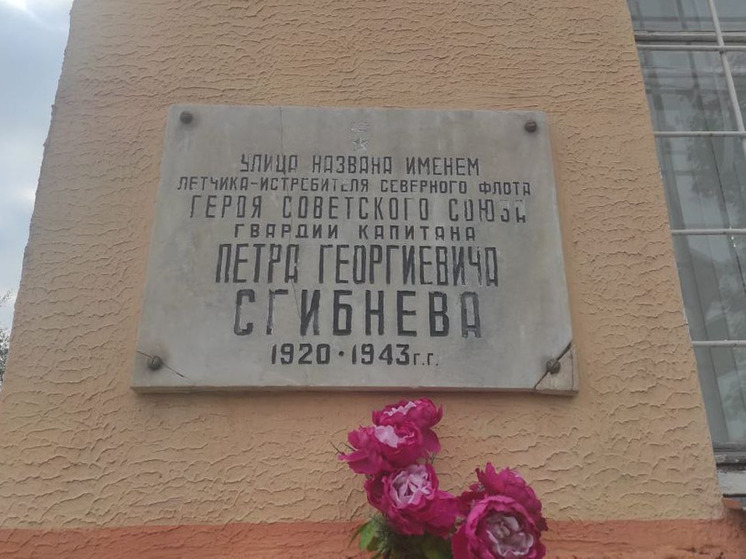 УЛИЦА НАЗВАНА ИМЕНЕМ
ЛЕТЧИКА-ИСТРЕБИТЕЛЯ СЕВЕРНОГО ФЛОТА
ГЕРОЯ СОВЕТСКОГО СОЮЗА
ГВАРДИИ КАПИТАНА
ПЕТРА ГЕОРГИЕВИЧА
СГИБНЕВА
1920 · 1943 г.г.